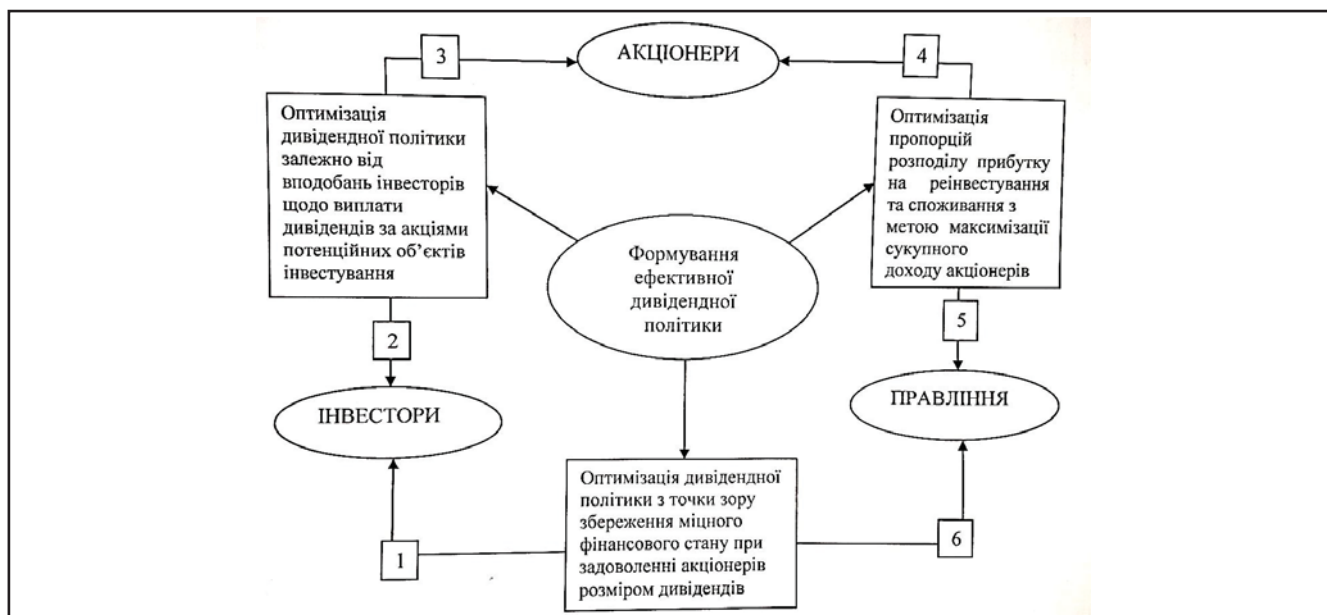 3
АКЦІОНЕРИ
4
Оптимізація
дивідендної політики
залежно від
вподобань інвесторів
щодо виплати
дивідендів за акціями
потенційних об’єктів
інвестування
Оптимізація
пропорцій
розподілу прибутку
на реінвестування
та споживання з
метою максимізації
сукупного
доходу акціонерів
Формування
ефективної
дивідендної
політики
2
5
ІНВЕСТОРИ
ПРАВЛІННЯ
Оптимізація дивідендної
політики з точки зору
збереження міцного
фінансового стану при
задоволенні акціонерів
розміром дивідендів
1
6